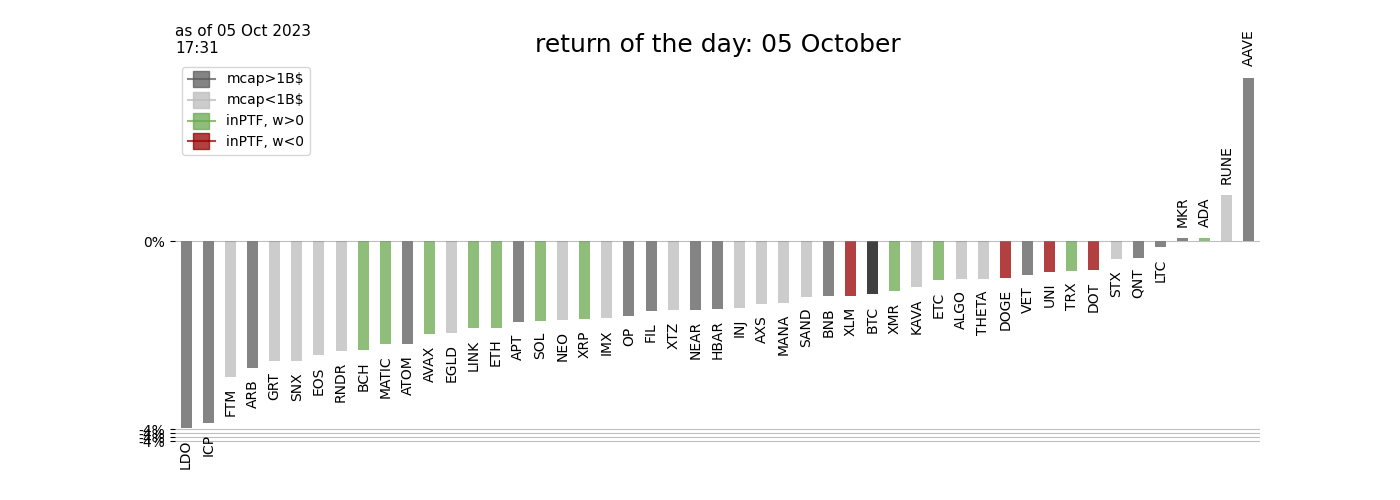 as of 05 Oct 2023
17:31
return of the day: 05 October
mcap>1B$
mcap<1B$
inPTF, w>0
inPTF, w<0
0%
-4%
-4%
LDO
ICP
FTM
ARB
GRT
SNX
EOS
RNDR
BCH
MATIC
ATOM
AVAX
EGLD
LINK
ETH
APT
SOL
NEO
XRP
IMX
OP
FIL
XTZ
NEAR
HBAR
INJ
AXS
MANA
SAND
BNB
XLM
BTC
XMR
KAVA
ETC
ALGO
THETA
DOGE
VET
UNI
TRX
DOT
STX
QNT
LTC
MKR
ADA
RUNE
AAVE